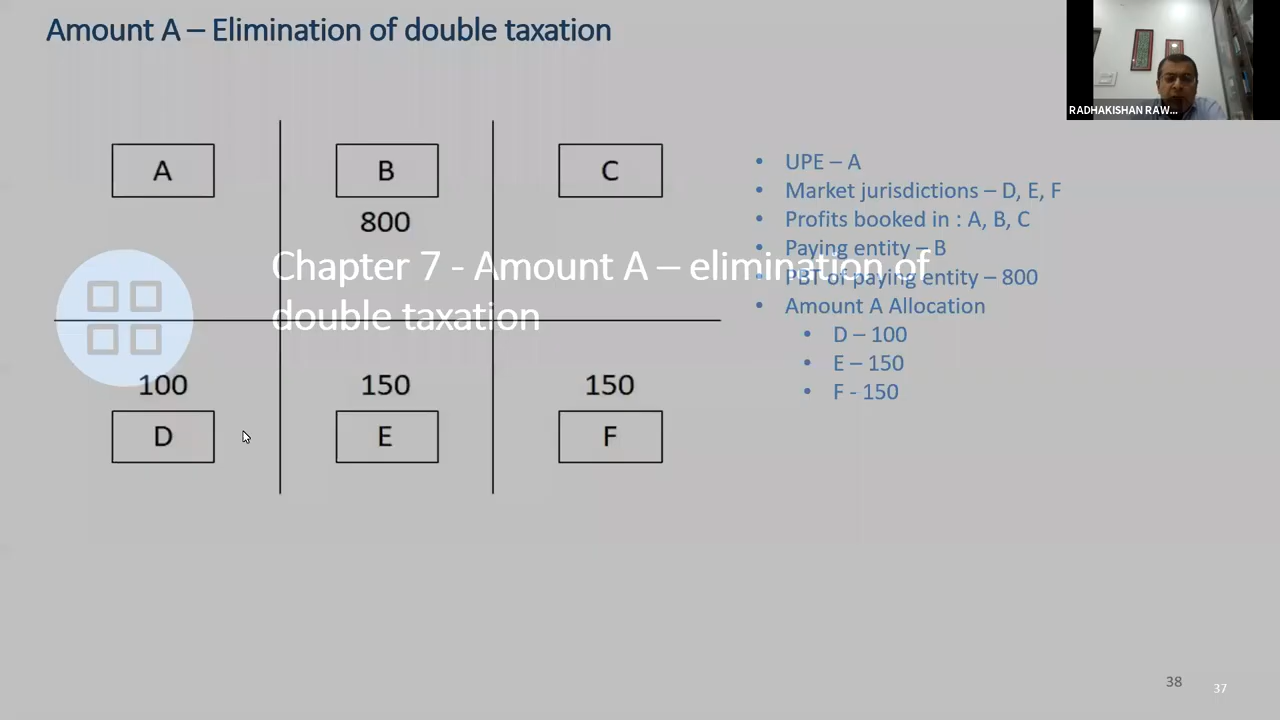 Amount A – Elimination of double taxation
RADHAKISHAN RAW...
A
B
C
800
Chapter 7 - Amount A – elimination of
double taxation
100
150
150
D
E
F
• UPE – A
• Market jurisdictions – D, E, F
• Profits booked in : A, B, C
• Paying entity – B
• PBT of paying entity – 800
• Amount A Allocation
• D – 100
• E – 150
• F - 150
38
37